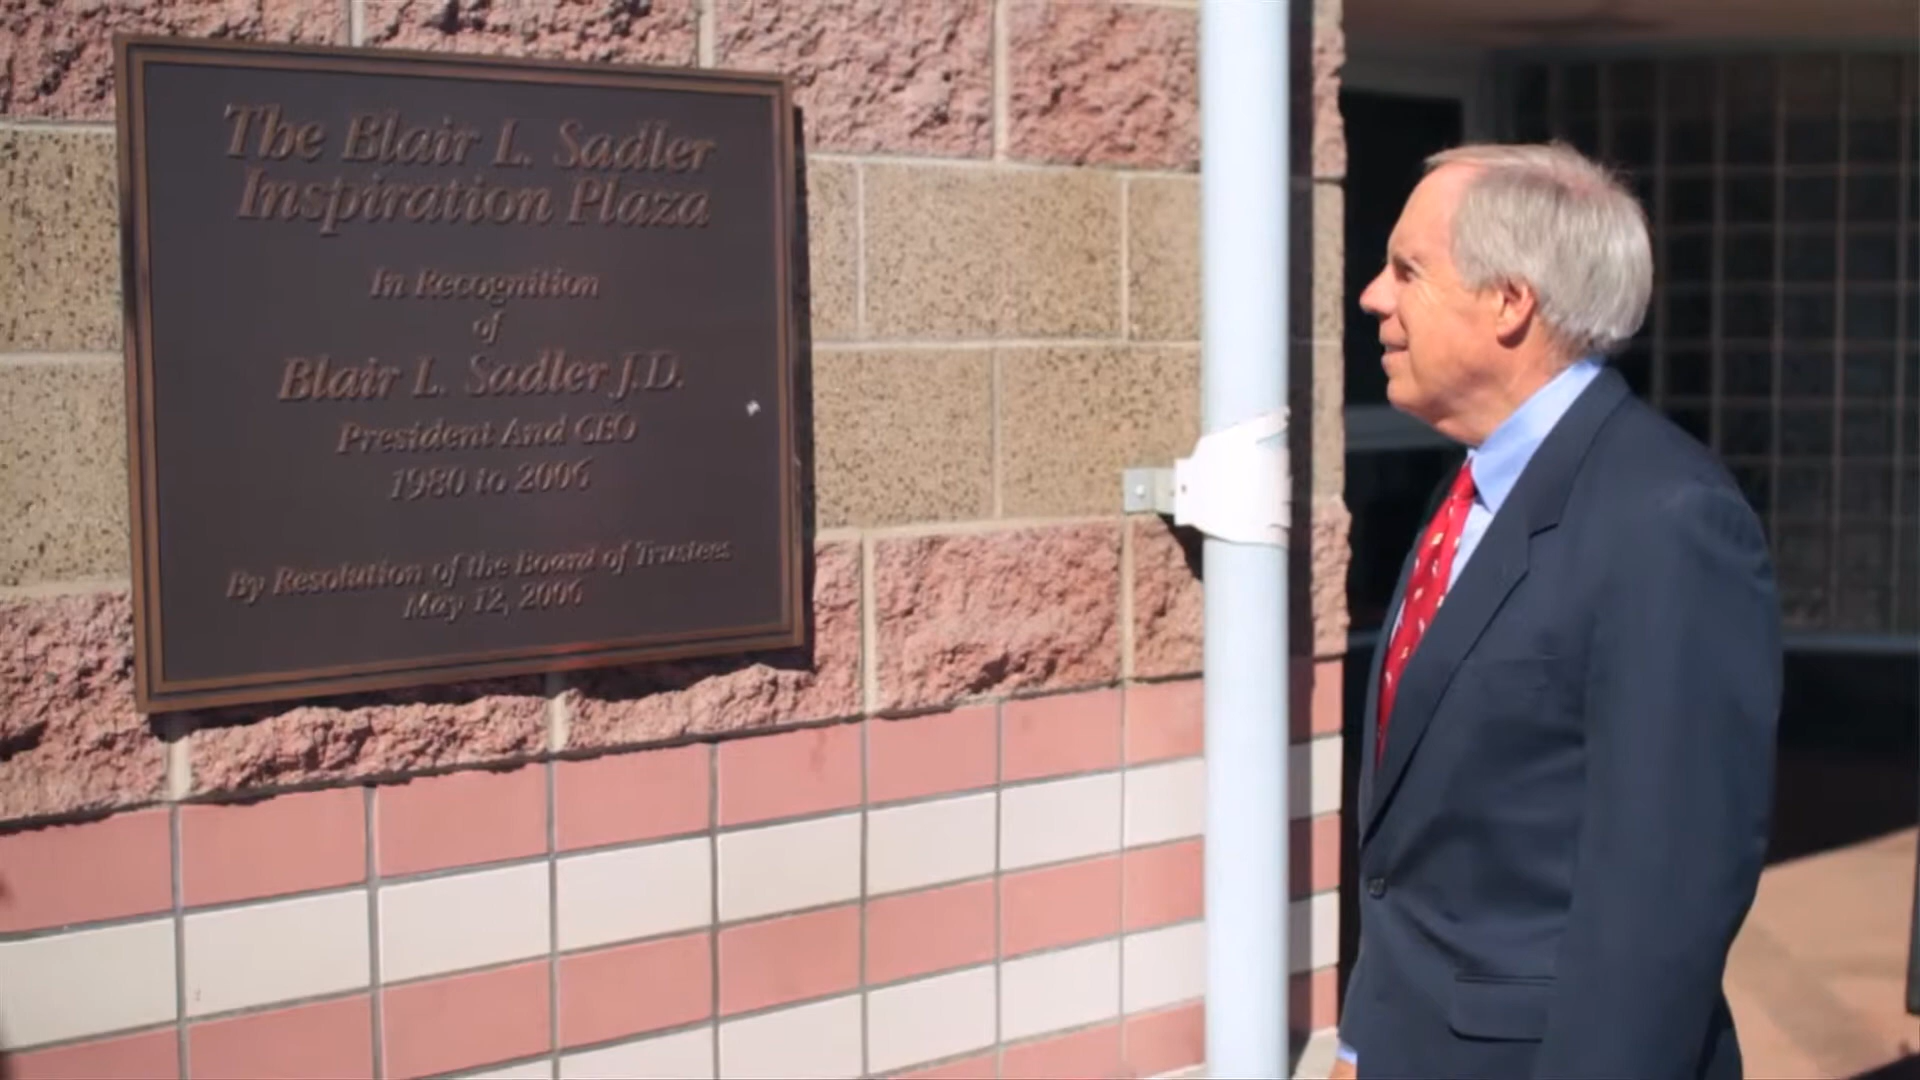 The Blair L. Sadler
Inspiration Plaza
In Recognition
of
Blair L. Sadler J.D.
President And CEO
1980 to 2006
By Resolution of the Board of Trustees
May 12, 2006